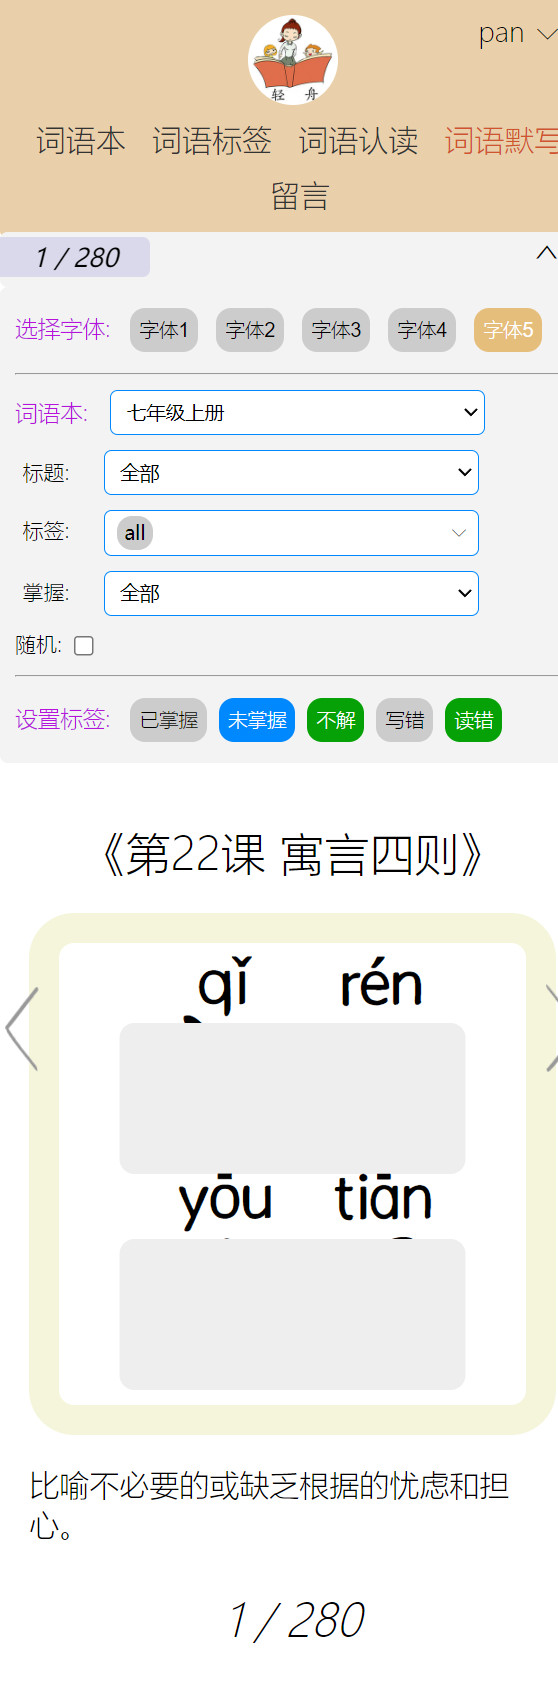 轻 舟
pan
词语本 词语标签 词语认读 词语默写
留言
1 / 280
选择字体: 字体1 字体2 字体3 字体4 字体5
词语本: 七年级上册
标题: 全部
标签: all
掌握: 全部
随机:
设置标签: 已掌握 未掌握 不解 写错 读错
《第22课 寓言四则》
qǐ rén
yōu tiān
比喻不必要的或缺乏根据的忧虑和担
心。
1 / 280